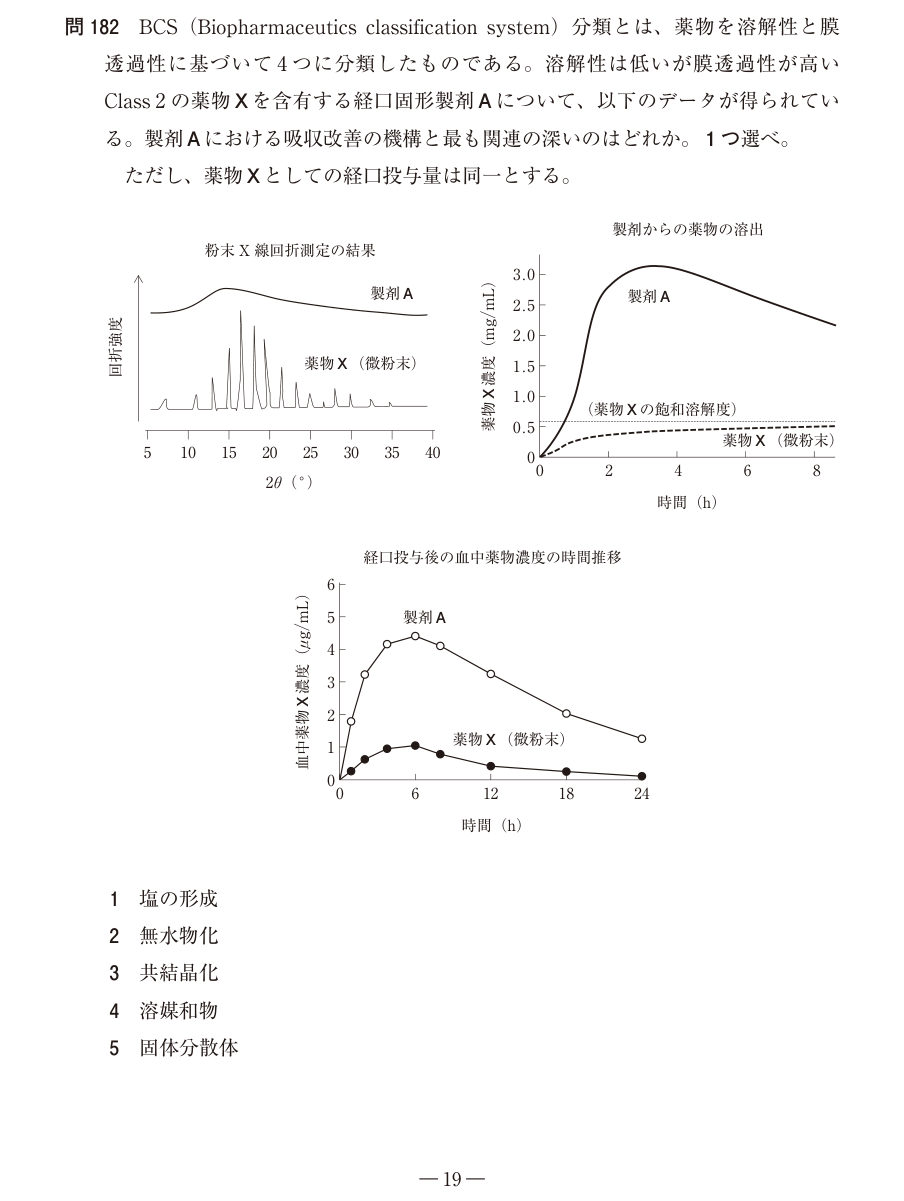 問 182 BCS（Biopharmaceutics classification system）分類とは、薬物を溶解性と膜
透過性に基づいて4つに分類したものである。溶解性は低いが膜透過性が高い
Class 2 の薬物 X を含有する経口固形製剤 A について、以下のデータが得られてい
る。製剤 A における吸収改善の機構と最も関連の深いのはどれか。1つ選べ。
ただし、薬物 X としての経口投与量は同一とする。
粉末 X 線回折測定の結果
回折強度
製剤 A
薬物 X（微粉末）
5 10 15 20 25 30 35 40
2θ（°）
製剤からの薬物の溶出
薬物 X 濃度（mg/mL）
3.0
2.5
2.0
1.5
1.0
0.5
0
製剤 A
（薬物 X の飽和溶解度）
薬物 X（微粉末）
0 2 4 6 8
時間（h）
経口投与後の血中薬物濃度の時間推移
血中薬物 X 濃度（μg/mL）
6
5
4
3
2
1
0
製剤 A
薬物 X（微粉末）
0 6 12 18 24
時間（h）
1 塩の形成
2 無水物化
3 共結晶化
4 溶媒和物
5 固体分散体
― 19 ―